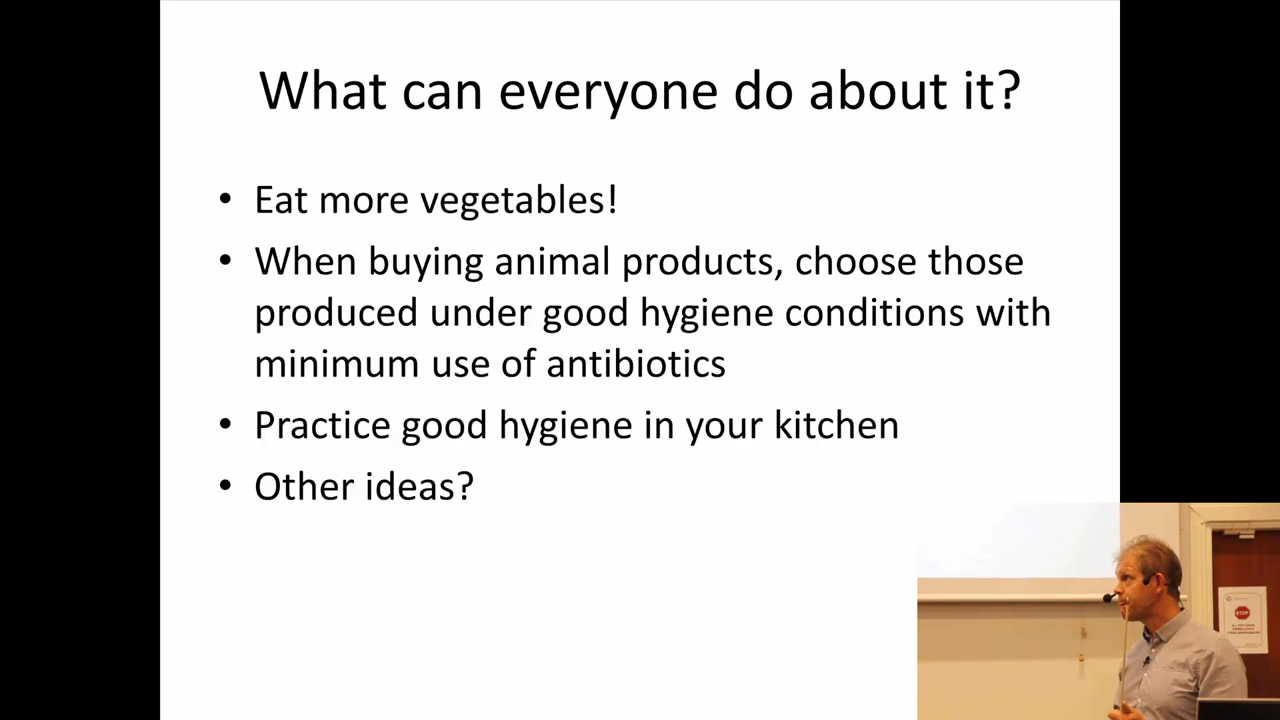 What can everyone do about it?
• Eat more vegetables!
• When buying animal products, choose those
produced under good hygiene conditions with
minimum use of antibiotics
• Practice good hygiene in your kitchen
• Other ideas?
STOP